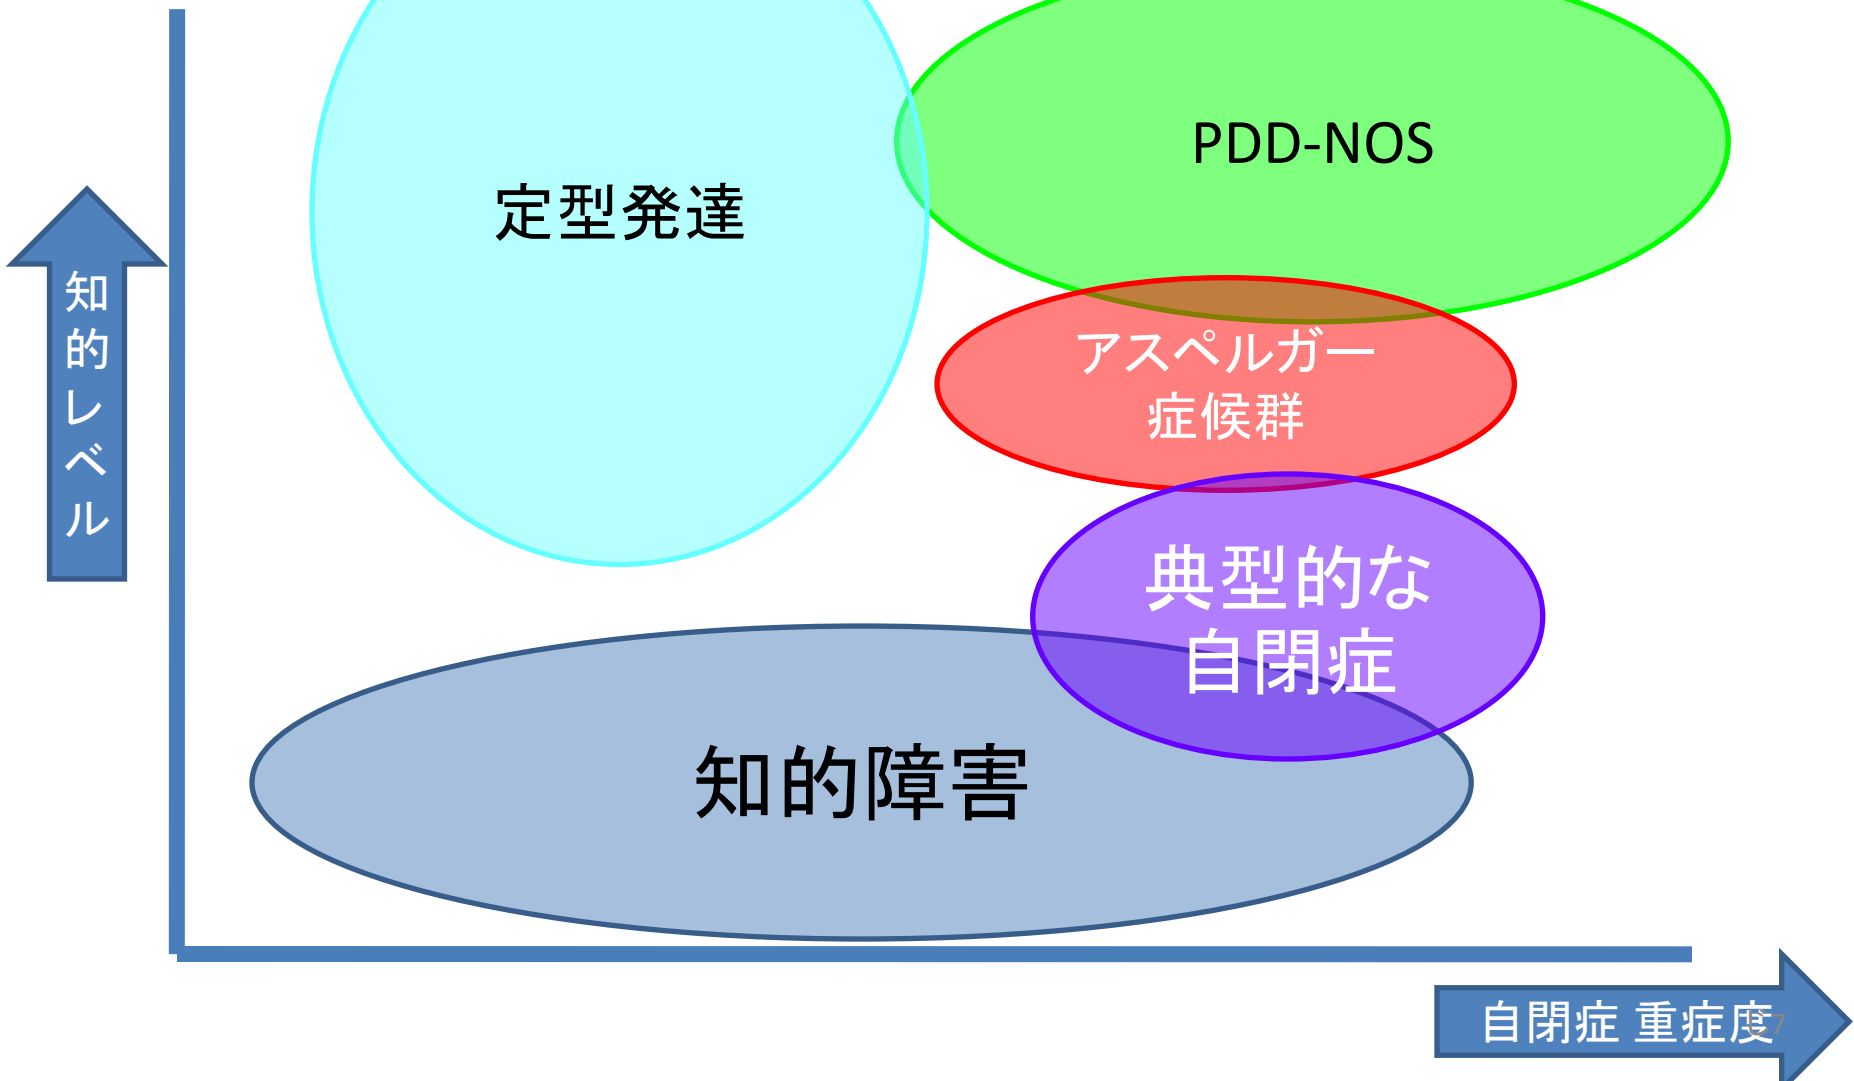 PDD-NOS
定型発達
知的レベル
アスペルガー
症候群
典型的な
自閉症
知的障害
自閉症 重症度